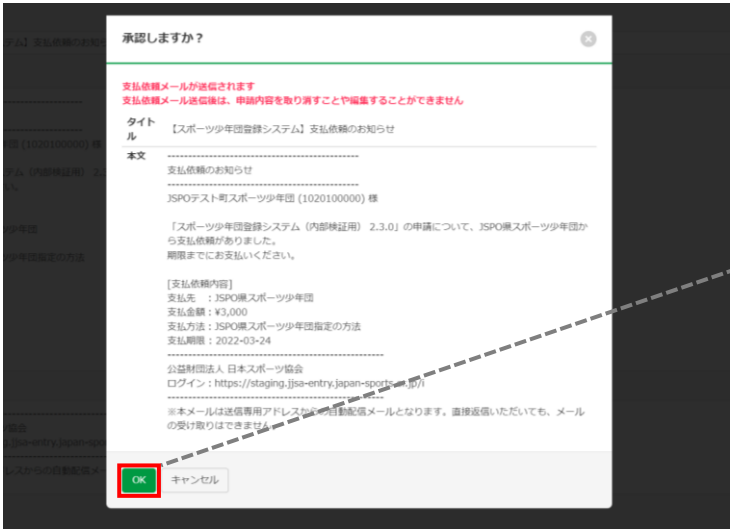 承認しますか？
支払依頼メールが送信されます
支払依頼メール送信後は、申請内容を取り消すことや編集することができません
タイトル 【スポーツ少年団登録システム】支払依頼のお知らせ
本文
----------------------------------------------
支払依頼のお知らせ
----------------------------------------------
JSPOテスト町スポーツ少年団 (1020100000) 様
「スポーツ少年団登録システム（内部検証用） 2.3.0」の申請について、JSPO県スポーツ少年団か
ら支払依頼がありました。
期限までにお支払いください。
[支払依頼内容]
支払先　：JSPO県スポーツ少年団
支払金額：¥3,000
支払方法：JSPO県スポーツ少年団指定の方法
支払期限：2022-03-24
----------------------------------------------------
公益財団法人 日本スポーツ協会
ログイン：https://staging.jjsa-entry.japan-sports.or.jp/i
----------------------------------------------------
※本メールは送信専用アドレスからの自動配信メールとなります。直接返信いただいても、メール
の受け取りはできません。
OK キャンセル